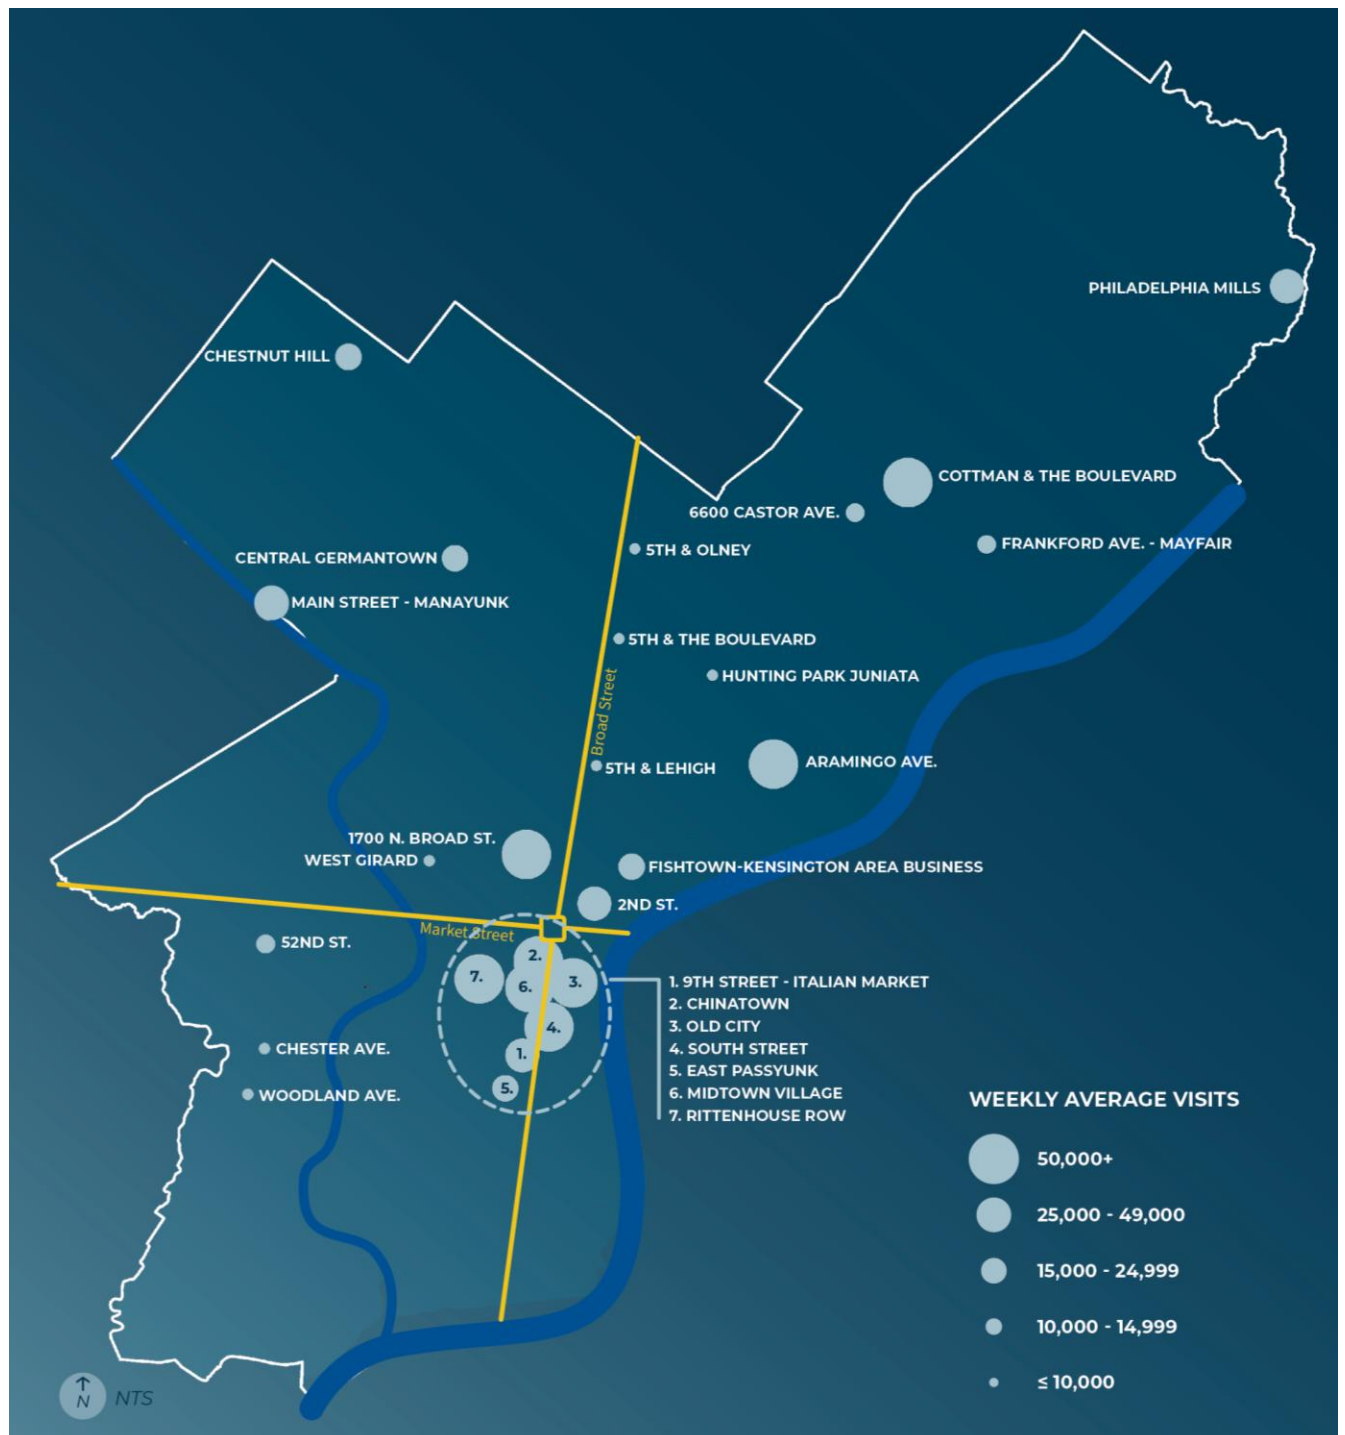 PHILADELPHIA MILLS
CHESTNUT HILL
COTTMAN & THE BOULEVARD
6600 CASTOR AVE.
FRANKFORD AVE. - MAYFAIR
5TH & OLNEY
CENTRAL GERMANTOWN
MAIN STREET - MANAYUNK
5TH & THE BOULEVARD
HUNTING PARK JUNIATA
Broad Street
ARAMINGO AVE.
5TH & LEHIGH
1700 N. BROAD ST.
WEST GIRARD
FISHTOWN-KENSINGTON AREA BUSINESS
2ND ST.
Market Street
52ND ST.
2.
7.
3.
6.
4.
1.
5.
1. 9TH STREET - ITALIAN MARKET
2. CHINATOWN
3. OLD CITY
4. SOUTH STREET
5. EAST PASSYUNK
6. MIDTOWN VILLAGE
7. RITTENHOUSE ROW
CHESTER AVE.
WOODLAND AVE.
WEEKLY AVERAGE VISITS
50,000+
25,000 - 49,000
15,000 - 24,999
10,000 - 14,999
≤ 10,000
N
NTS